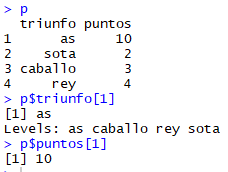 > p
  triunfo puntos
1      as     10
2    sota      2
3 caballo      3
4     rey      4
> p$triunfo[1]
[1] as
Levels: as caballo rey sota
> p$puntos[1]
[1] 10